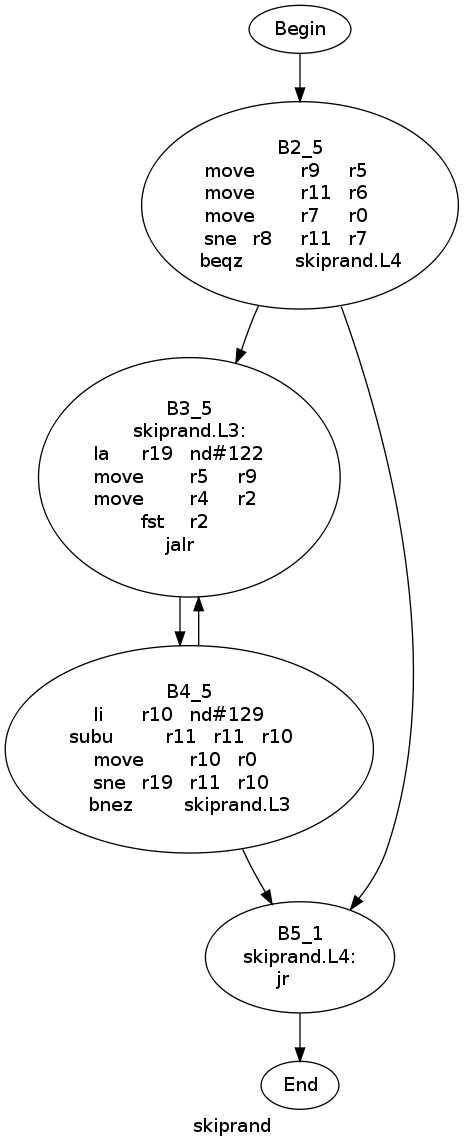 Begin
B2_5
move r9 r5
move r11 r6
move r7 r0
sne r8 r11 r7
beqz skiprand.L4
B3_5
skiprand.L3:
la r19 nd#122
move r5 r9
move r4 r2
fst r2
jalr
B4_5
li r10 nd#129
subu r11 r11 r10
move r10 r0
sne r19 r11 r10
bnez skiprand.L3
B5_1
skiprand.L4:
jr
End
skiprand